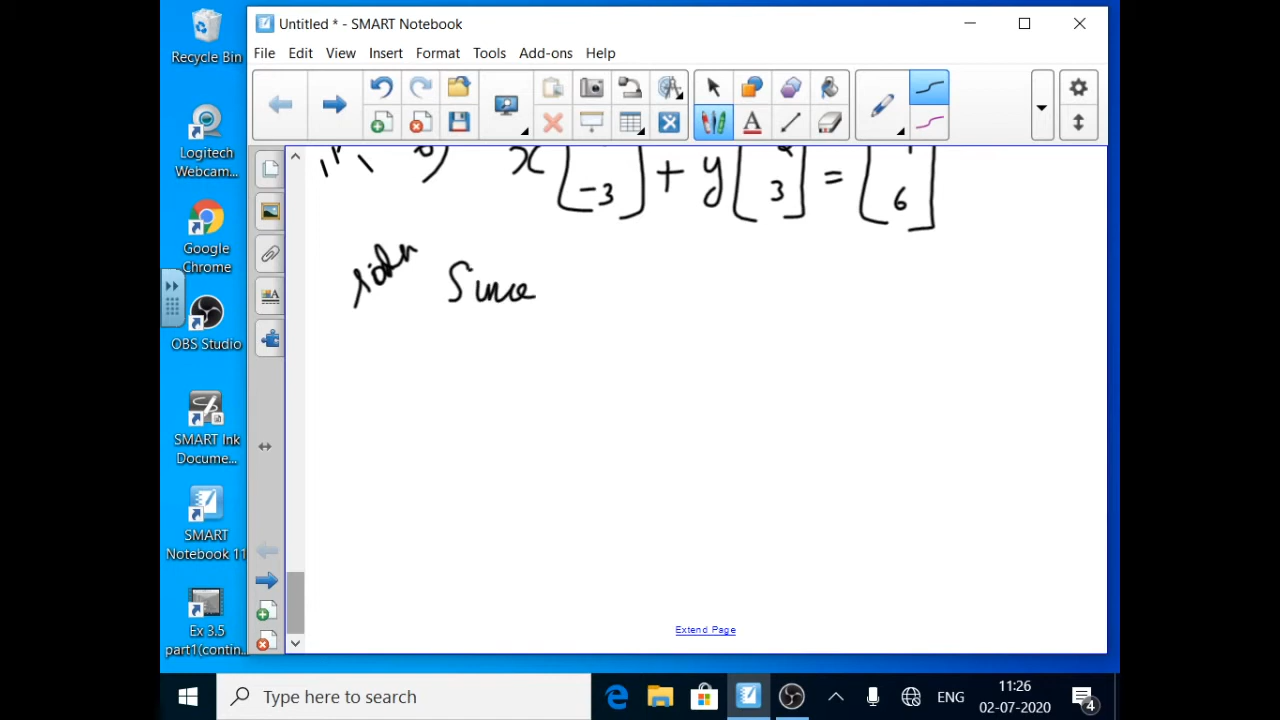 Recycle Bin
Logitech
Webcam...
Google
Chrome
OBS Studio
SMART Ink
Docume...
SMART
Notebook 11
Ex 3.5
part1(contin...
Untitled * - SMART Notebook
File Edit View Insert Format Tools Add-ons Help
x[ -3 ] + y[ 3 ] = [ 6 ]
soln Since
Extend Page
Type here to search
ENG
11:26
02-07-2020
4